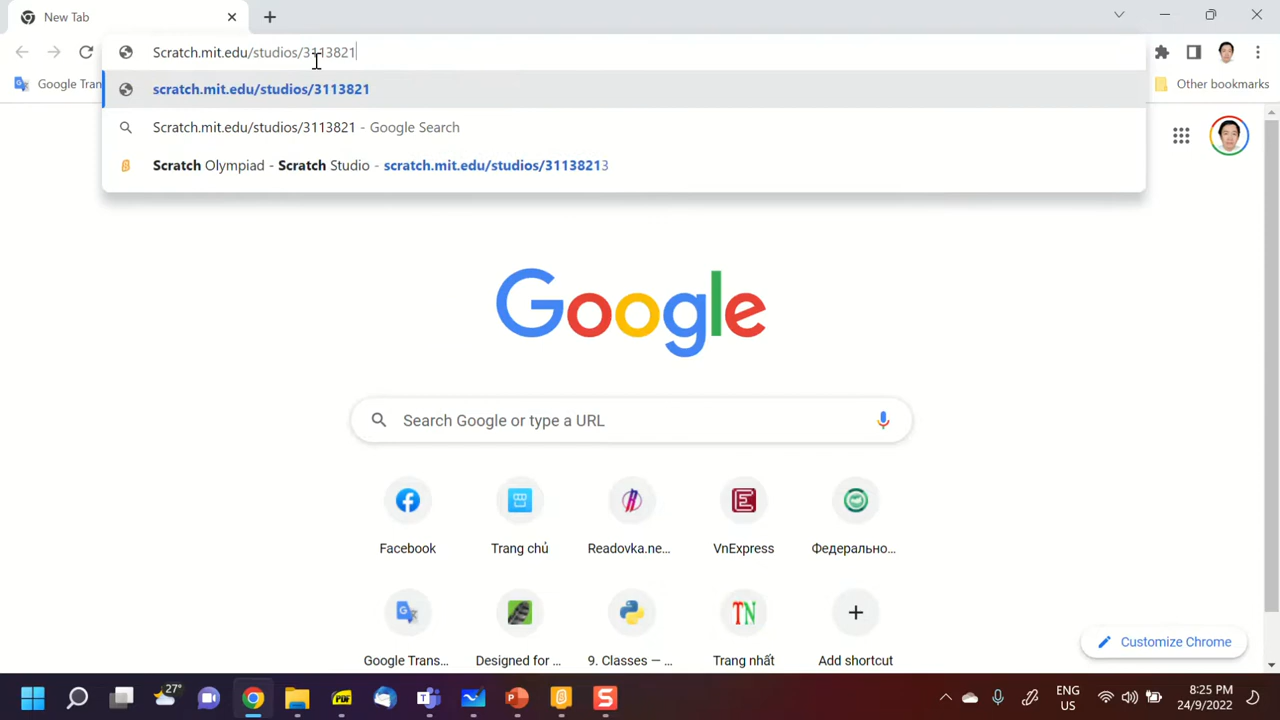 New Tab
Scratch.mit.edu/studios/3113821
Google Tran
scratch.mit.edu/studios/3113821
Other bookmarks
Scratch.mit.edu/studios/3113821 - Google Search
Scratch Olympiad - Scratch Studio - scratch.mit.edu/studios/31138213
Google
Search Google or type a URL
Facebook
Trang chủ
Readovka.ne...
VnExpress
Федерально...
Google Trans...
Designed for ...
9. Classes — ...
Trang nhất
Add shortcut
Customize Chrome
27°
ENG
US
8:25 PM
24/9/2022